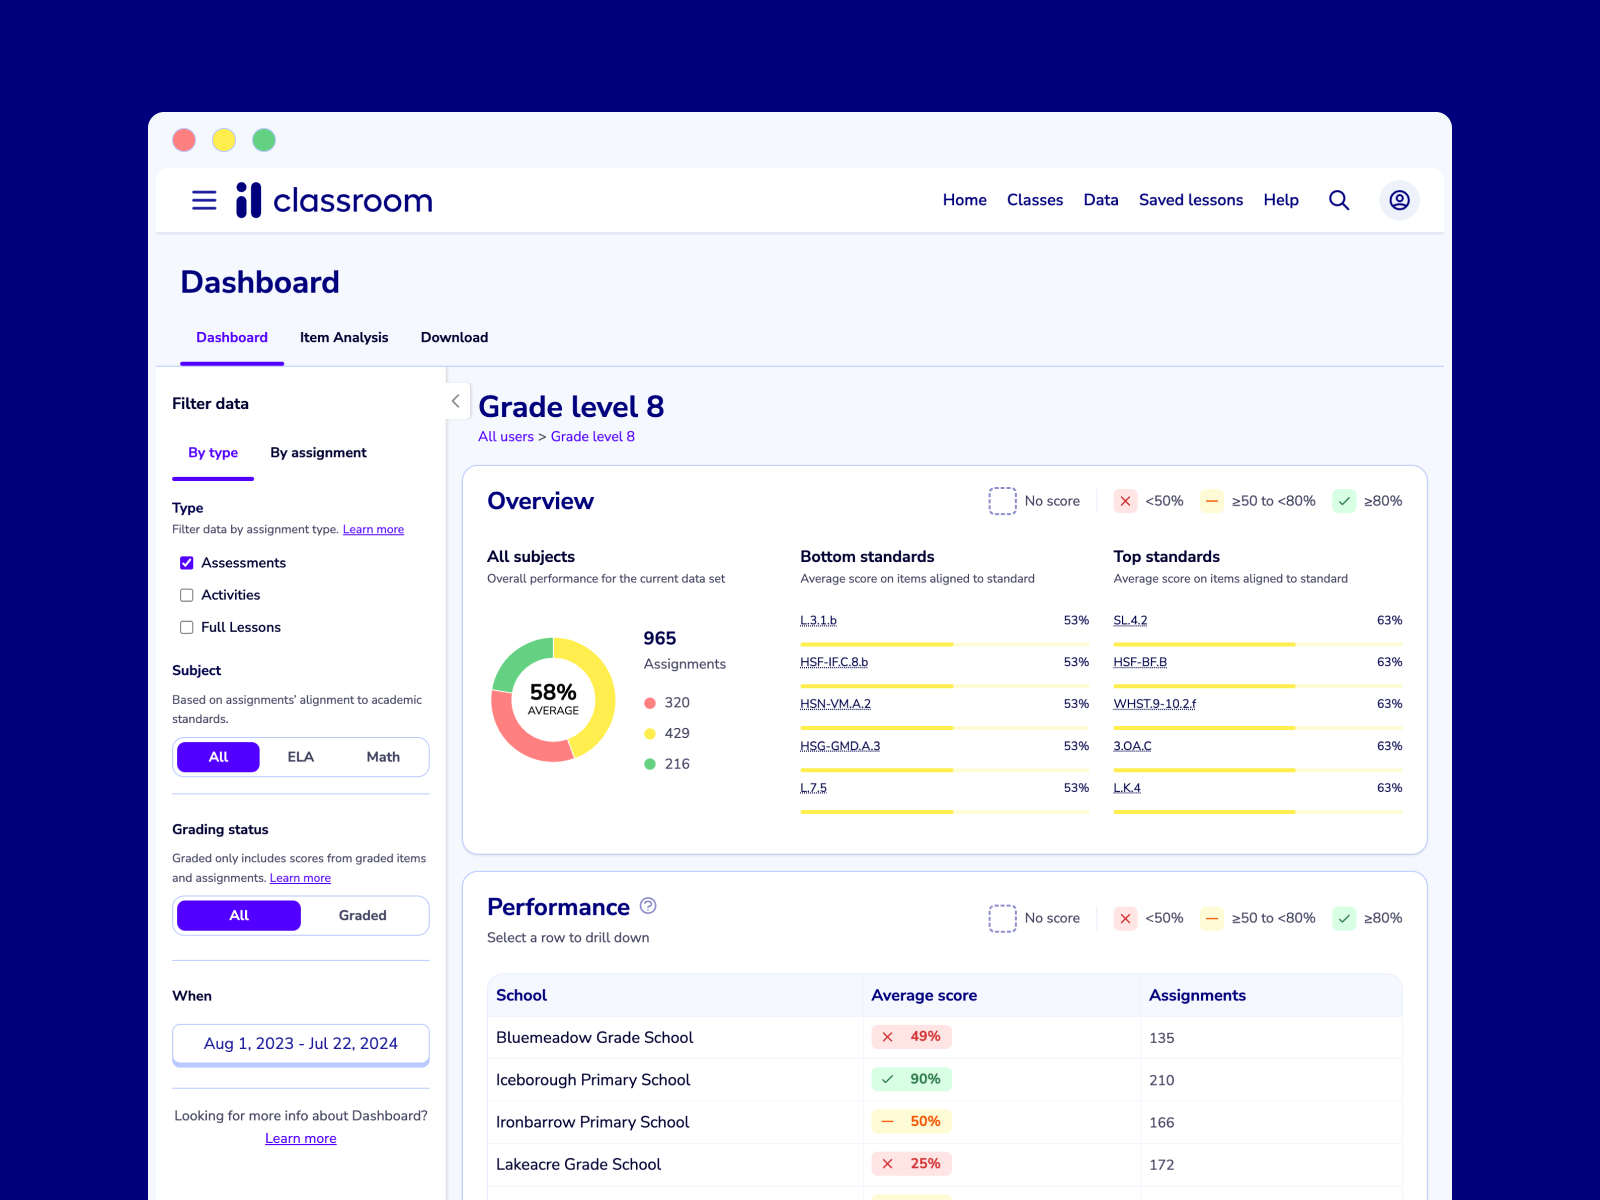 classroom
Home Classes Data Saved lessons Help
Dashboard
Dashboard Item Analysis Download
Filter data
By type By assignment
Type
Filter data by assignment type. Learn more
Assessments
Activities
Full Lessons
Subject
Based on assignments' alignment to academic
standards.
All ELA Math
Grading status
Graded only includes scores from graded items
and assignments. Learn more
All Graded
When
Aug 1, 2023 - Jul 22, 2024
Looking for more info about Dashboard?
Learn more
Grade level 8
All users > Grade level 8
Overview
No score <50% ≥50 to <80% ≥80%
All subjects
Overall performance for the current data set
58%
AVERAGE
965
Assignments
320
429
216
Bottom standards
Average score on items aligned to standard
L.3.1.b 53%
HSF-IF.C.8.b 53%
HSN-VM.A.2 53%
HSG-GMD.A.3 53%
L.7.5 53%
Top standards
Average score on items aligned to standard
SL.4.2 63%
HSF-BF.B 63%
WHST.9-10.2.f 63%
3.OA.C 63%
L.K.4 63%
Performance
Select a row to drill down
No score <50% ≥50 to <80% ≥80%
School Average score Assignments
Bluemeadow Grade School 49% 135
Iceborough Primary School 90% 210
Ironbarrow Primary School 50% 166
Lakeacre Grade School 25% 172